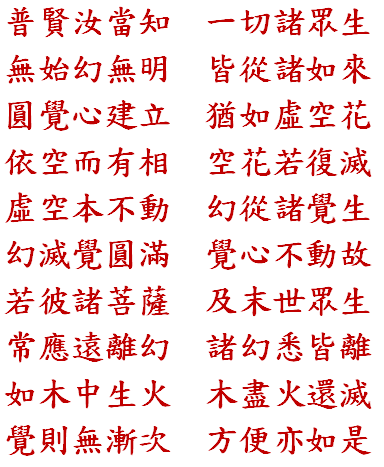 普賢汝當知 一切諸眾生
無始幻無明 皆從諸如來
圓覺心建立 猶如虛空花
依空而有相 空花若復滅
虛空本不動 幻從諸覺生
幻滅覺圓滿 覺心不動故
若彼諸菩薩 及末世眾生
常應遠離幻 諸幻悉皆離
如木中生火 木盡火還滅
覺則無漸次 方便亦如是